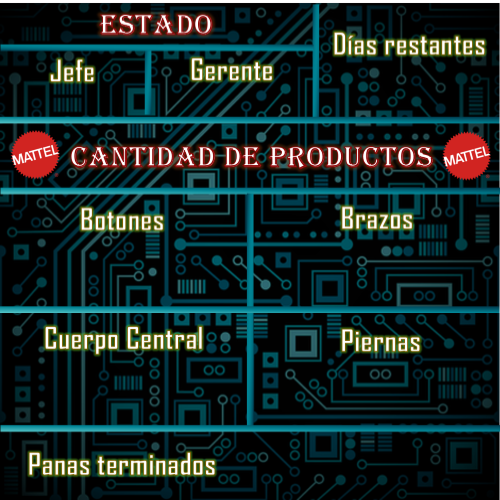 ESTADO
Días restantes
Jefe
Gerente
MATTEL
CANTIDAD DE PRODUCTOS
MATTEL
Botones
Brazos
Cuerpo Central
Piernas
Panas terminados